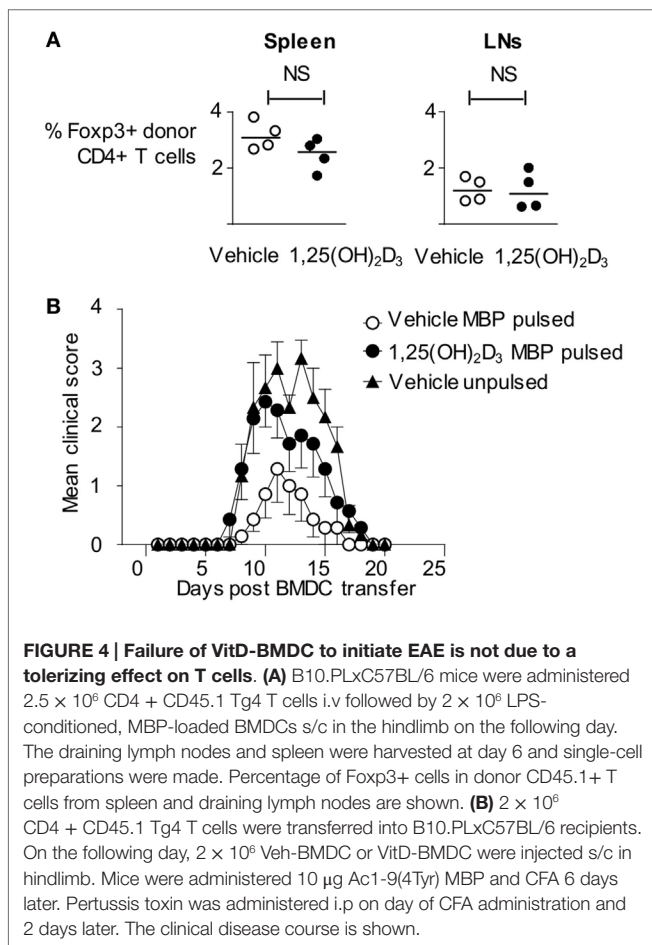 A
Spleen
LNs
NS
NS
% Foxp3+ donor
CD4+ T cells
4
2
4
2
Vehicle 1,25(OH)₂D₃
Vehicle 1,25(OH)₂D₃
B
Mean clinical score
4
3
2
1
0
0
5
10
15
20
25
Days post BMDC transfer
Vehicle MBP pulsed
1,25(OH)₂D₃ MBP pulsed
Vehicle unpulsed
FIGURE 4 | Failure of VitD-BMDC to initiate EAE is not due to a
tolerizing effect on T cells. (A) B10.PLxC57BL/6 mice were administered
2.5 × 10⁶ CD4 + CD45.1 Tg4 T cells i.v followed by 2 × 10⁶ LPS-
conditioned, MBP-loaded BMDCs s/c in the hindlimb on the following day.
The draining lymph nodes and spleen were harvested at day 6 and single-cell
preparations were made. Percentage of Foxp3+ cells in donor CD45.1+ T
cells from spleen and draining lymph nodes are shown. (B) 2 × 10⁶
CD4 + CD45.1 Tg4 T cells were transferred into B10.PLxC57BL/6 recipients.
On the following day, 2 × 10⁶ Veh-BMDC or VitD-BMDC were injected s/c in
hindlimb. Mice were administered 10 μg Ac1-9(4Tyr) MBP and CFA 6 days
later. Pertussis toxin was administered i.p on day of CFA administration and
2 days later. The clinical disease course is shown.